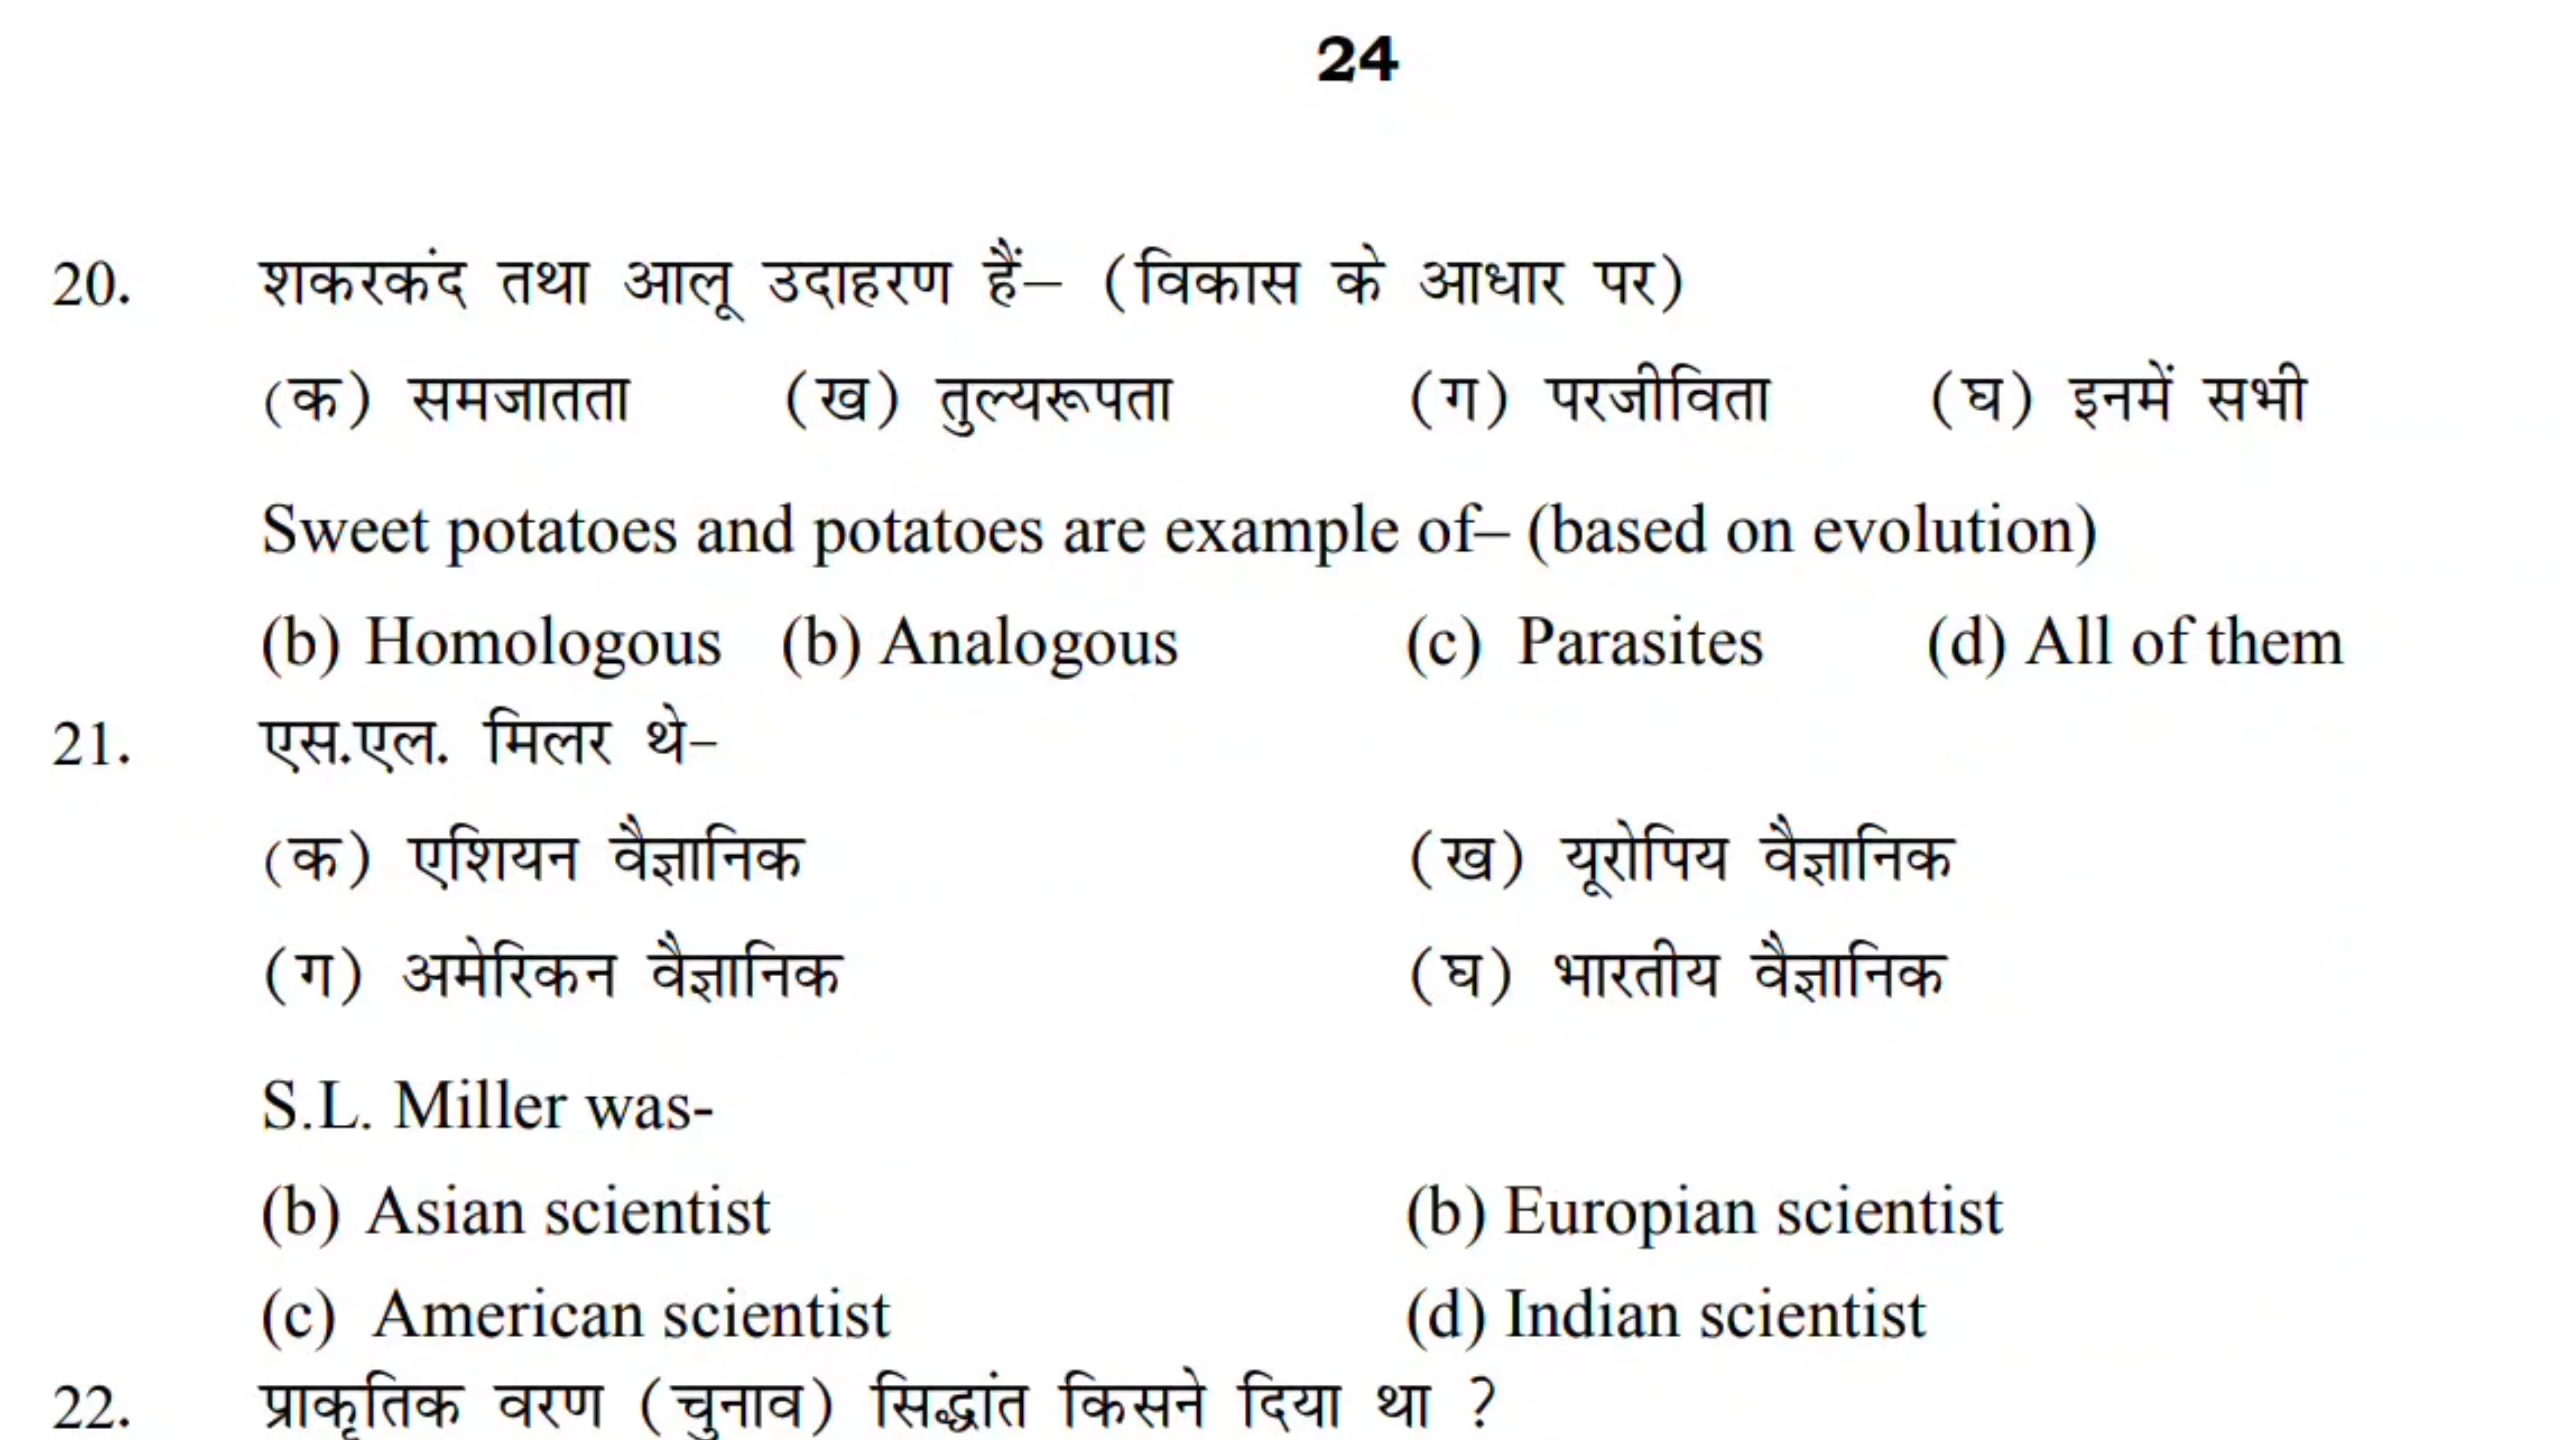 24
20. शकरकंद तथा आलू उदाहरण हैं– (विकास के आधार पर)
(क) समजातता (ख) तुल्यरूपता (ग) परजीविता (घ) इनमें सभी
Sweet potatoes and potatoes are example of– (based on evolution)
(b) Homologous (b) Analogous (c) Parasites (d) All of them
21. एस.एल. मिलर थे–
(क) एशियन वैज्ञानिक (ख) यूरोपिय वैज्ञानिक
(ग) अमेरिकन वैज्ञानिक (घ) भारतीय वैज्ञानिक
S.L. Miller was-
(b) Asian scientist (b) Europian scientist
(c) American scientist (d) Indian scientist
22. प्राकृतिक वरण (चुनाव) सिद्धांत किसने दिया था ?